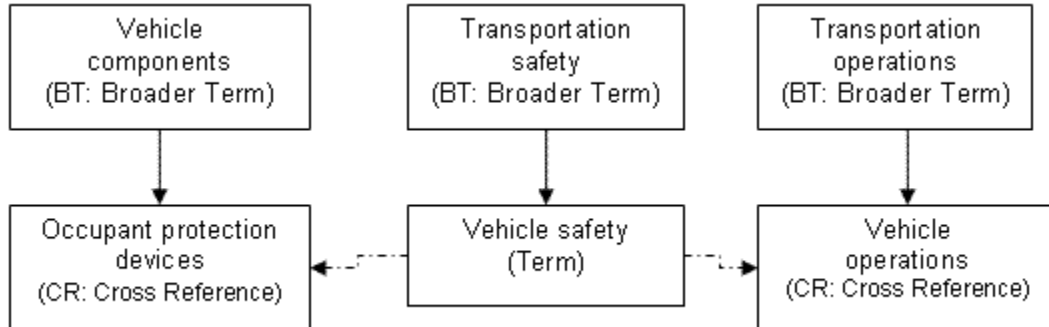 Vehicle
components
(BT: Broader Term)
Transportation
safety
(BT: Broader Term)
Transportation
operations
(BT: Broader Term)
Occupant protection
devices
(CR: Cross Reference)
Vehicle safety
(Term)
Vehicle
operations
(CR: Cross Reference)